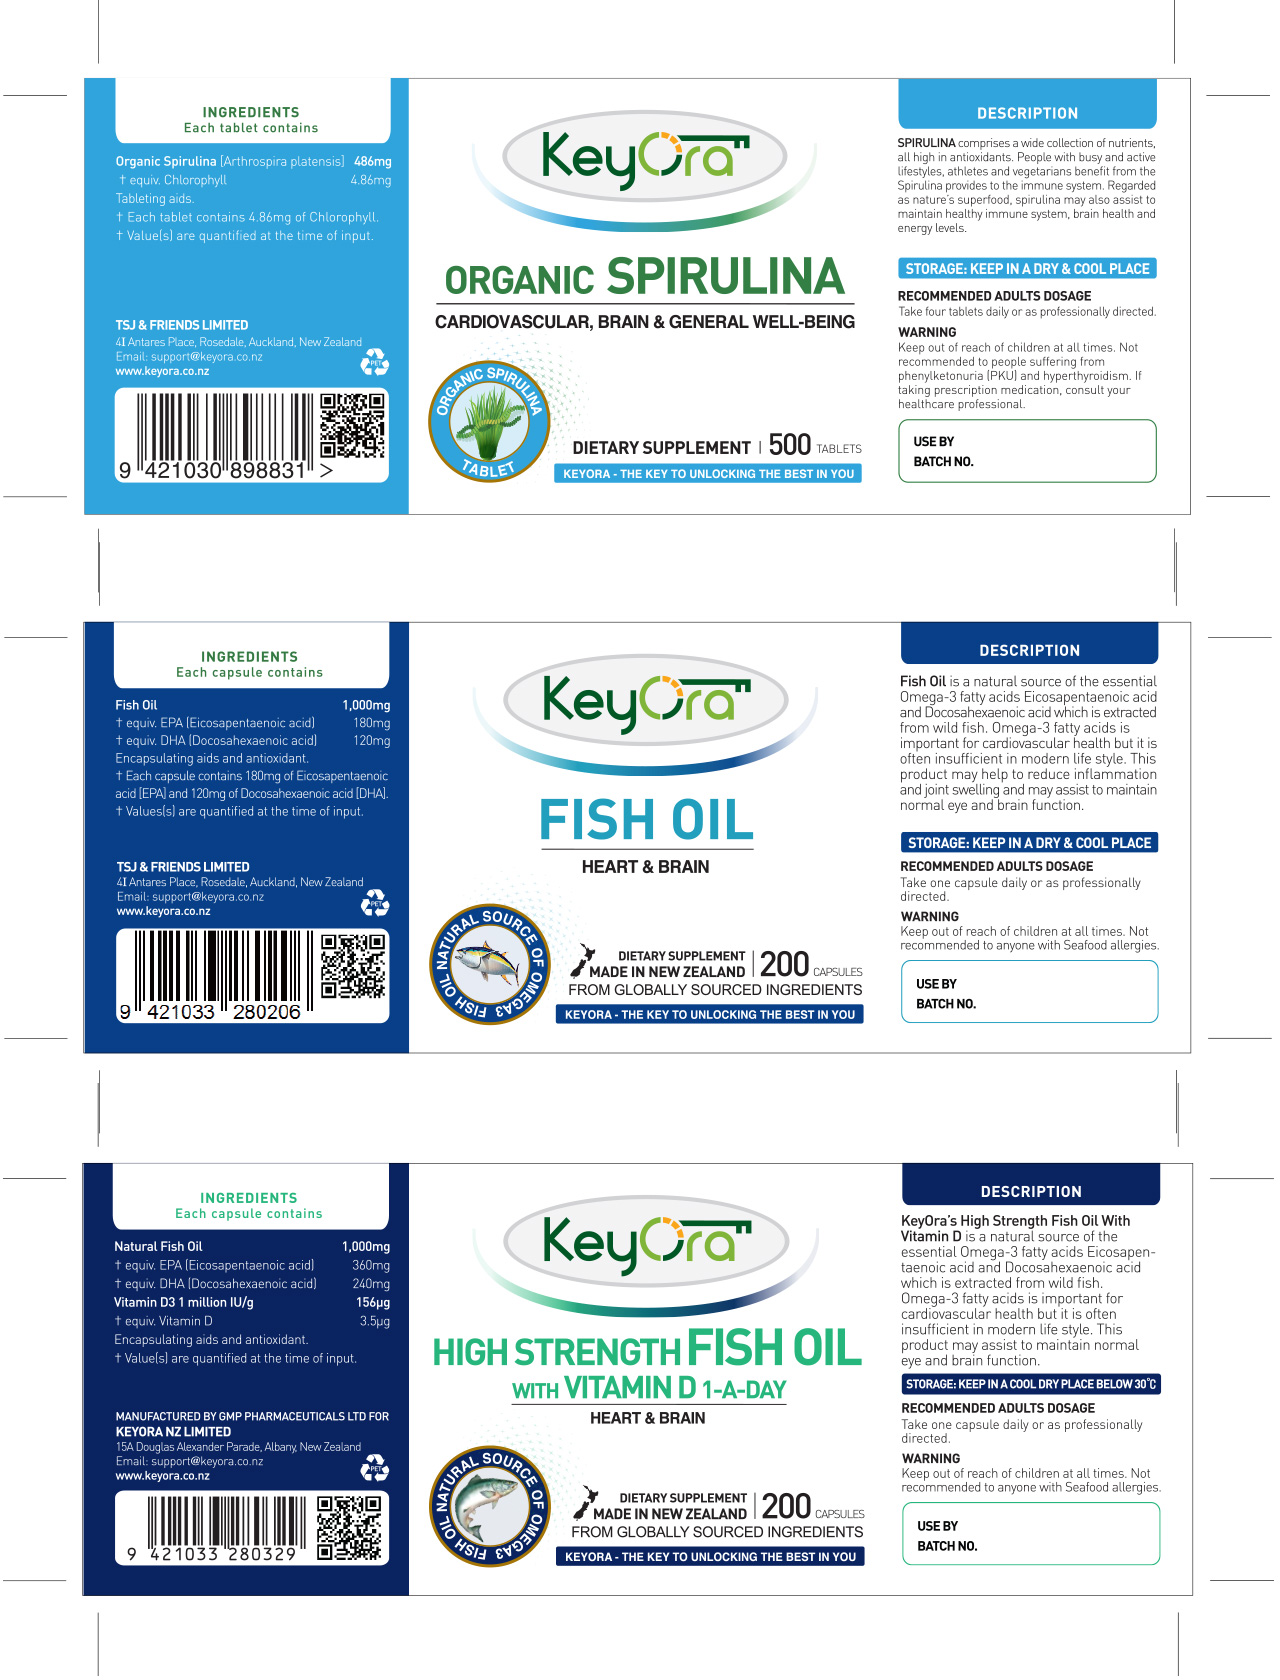 INGREDIENTS
Each tablet contains
Organic Spirulina [Arthrospira platensis] 486mg
† equiv. Chlorophyll 4.86mg
Tableting aids.
† Each tablet contains 4.86mg of Chlorophyll.
† Value(s) are quantified at the time of input.
TSJ & FRIENDS LIMITED
4I Antares Place, Rosedale, Auckland, New Zealand
Email: support@keyora.co.nz
www.keyora.co.nz
PET
9 421030 898831 >
KeyOra
ORGANIC SPIRULINA
CARDIOVASCULAR, BRAIN & GENERAL WELL-BEING
ORGANIC SPIRULINA
TABLET
DIETARY SUPPLEMENT | 500 TABLETS
KEYORA - THE KEY TO UNLOCKING THE BEST IN YOU
DESCRIPTION
SPIRULINA comprises a wide collection of nutrients,
all high in antioxidants. People with busy and active
lifestyles, athletes and vegetarians benefit from the
Spirulina provides to the immune system. Regarded
as nature's superfood, spirulina may also assist to
maintain healthy immune system, brain health and
energy levels.
STORAGE: KEEP IN A DRY & COOL PLACE
RECOMMENDED ADULTS DOSAGE
Take four tablets daily or as professionally directed.
WARNING
Keep out of reach of children at all times. Not
recommended to people suffering from
phenylketonuria (PKU) and hyperthyroidism. If
taking prescription medication, consult your
healthcare professional.
USE BY
BATCH NO.
INGREDIENTS
Each capsule contains
Fish Oil 1,000mg
† equiv. EPA (Eicosapentaenoic acid) 180mg
† equiv. DHA (Docosahexaenoic acid) 120mg
Encapsulating aids and antioxidant.
† Each capsule contains 180mg of Eicosapentaenoic
acid [EPA] and 120mg of Docosahexaenoic acid [DHA].
† Values(s) are quantified at the time of input.
TSJ & FRIENDS LIMITED
4I Antares Place, Rosedale, Auckland, New Zealand
Email: support@keyora.co.nz
www.keyora.co.nz
PET
9 421033 280206
KeyOra
FISH OIL
HEART & BRAIN
FISH OIL NATURAL SOURCE OF OMEGA3
DIETARY SUPPLEMENT
MADE IN NEW ZEALAND | 200 CAPSULES
FROM GLOBALLY SOURCED INGREDIENTS
KEYORA - THE KEY TO UNLOCKING THE BEST IN YOU
DESCRIPTION
Fish Oil is a natural source of the essential
Omega-3 fatty acids Eicosapentaenoic acid
and Docosahexaenoic acid which is extracted
from wild fish. Omega-3 fatty acids is
important for cardiovascular health but it is
often insufficient in modern life style. This
product may help to reduce inflammation
and joint swelling and may assist to maintain
normal eye and brain function.
STORAGE: KEEP IN A DRY & COOL PLACE
RECOMMENDED ADULTS DOSAGE
Take one capsule daily or as professionally
directed.
WARNING
Keep out of reach of children at all times. Not
recommended to anyone with Seafood allergies.
USE BY
BATCH NO.
INGREDIENTS
Each capsule contains
Natural Fish Oil 1,000mg
† equiv. EPA (Eicosapentaenoic acid) 360mg
† equiv. DHA (Docosahexaenoic acid) 240mg
Vitamin D3 1 million IU/g 156µg
† equiv. Vitamin D 3.5µg
Encapsulating aids and antioxidant.
† Value(s) are quantified at the time of input.
MANUFACTURED BY GMP PHARMACEUTICALS LTD FOR
KEYORA NZ LIMITED
15A Douglas Alexander Parade, Albany, New Zealand
Email: support@keyora.co.nz
www.keyora.co.nz
PET
9 421033 280329
KeyOra
HIGH STRENGTH FISH OIL
WITH VITAMIN D 1-A-DAY
HEART & BRAIN
FISH OIL NATURAL SOURCE OF OMEGA3
DIETARY SUPPLEMENT
MADE IN NEW ZEALAND | 200 CAPSULES
FROM GLOBALLY SOURCED INGREDIENTS
KEYORA - THE KEY TO UNLOCKING THE BEST IN YOU
DESCRIPTION
KeyOra's High Strength Fish Oil With
Vitamin D is a natural source of the
essential Omega-3 fatty acids Eicosapen-
taenoic acid and Docosahexaenoic acid
which is extracted from wild fish.
Omega-3 fatty acids is important for
cardiovascular health but it is often
insufficient in modern life style. This
product may assist to maintain normal
eye and brain function.
STORAGE: KEEP IN A COOL DRY PLACE BELOW 30°C
RECOMMENDED ADULTS DOSAGE
Take one capsule daily or as professionally
directed.
WARNING
Keep out of reach of children at all times. Not
recommended to anyone with Seafood allergies.
USE BY
BATCH NO.